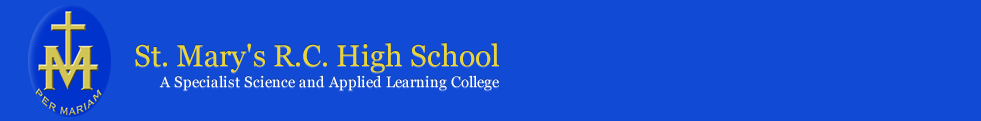 St. Mary's R.C. High School
A Specialist Science and Applied Learning College
M
PER MARIAM